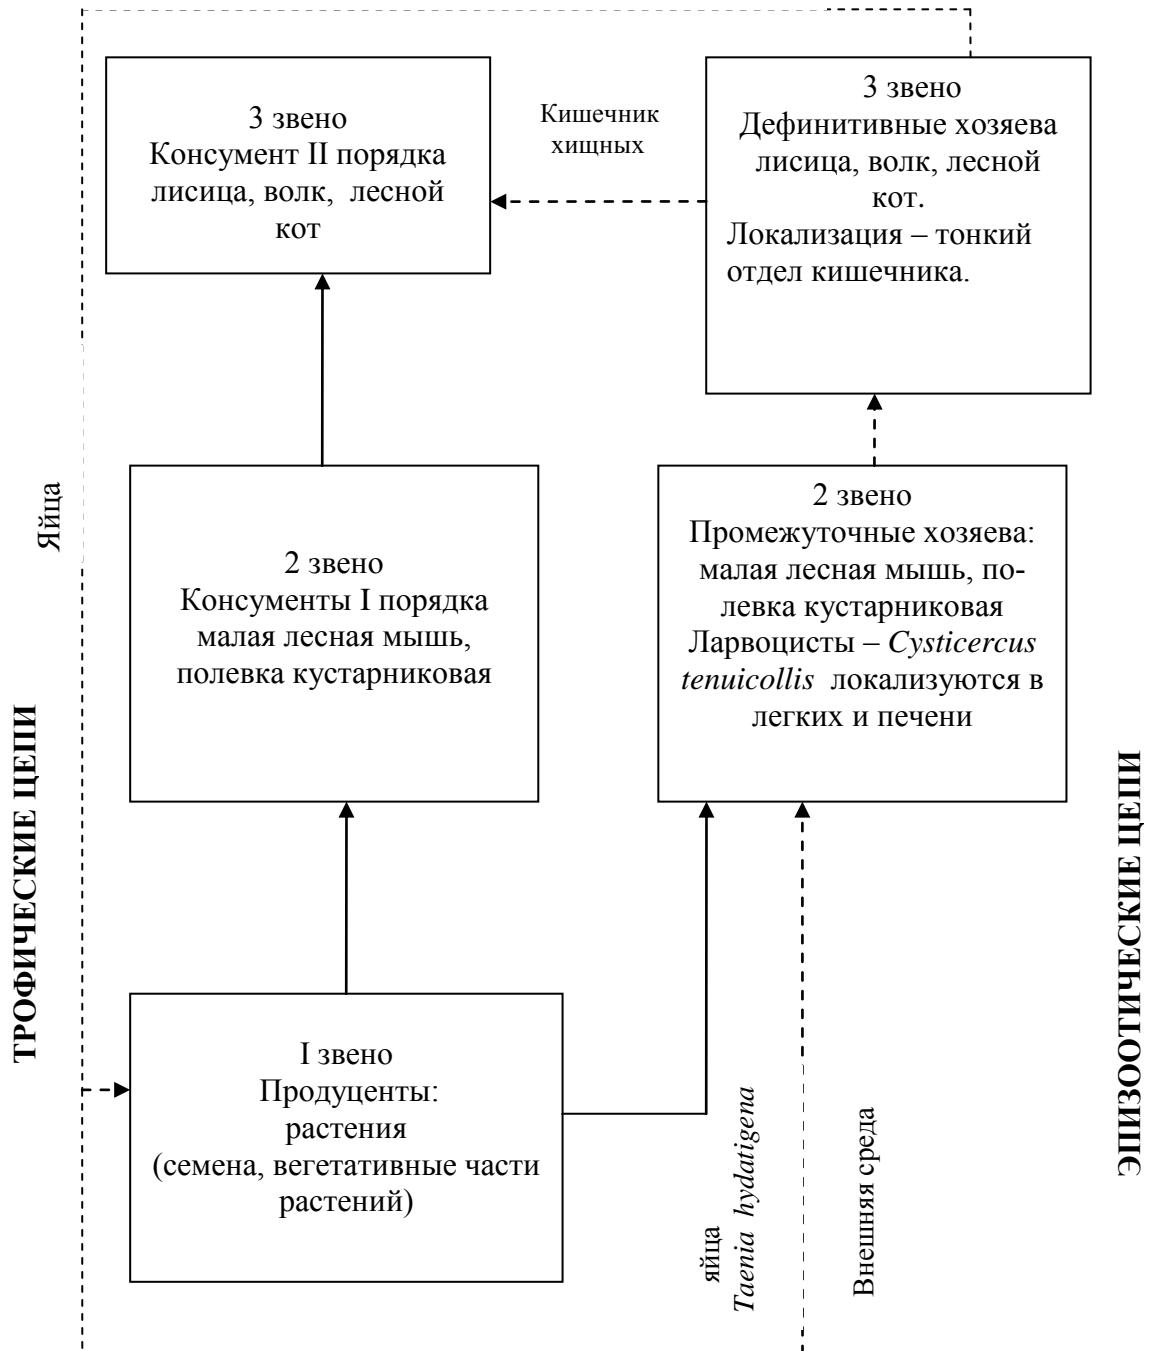 3 звено
Консумент II порядка
лисица, волк, лесной
кот
Кишечник
хищных
3 звено
Дефинитивные хозяева
лисица, волк, лесной
кот.
Локализация – тонкий
отдел кишечника.
Яйца
2 звено
Консументы I порядка
малая лесная мышь,
полевка кустарниковая
2 звено
Промежуточные хозяева:
малая лесная мышь, по-
левка кустарниковая
Ларвоцисты – Cysticercus
tenuicollis локализуются в
легких и печени
ТРОФИЧЕСКИЕ ЦЕПИ
ЭПИЗООТИЧЕСКИЕ ЦЕПИ
I звено
Продуценты:
растения
(семена, вегетативные части
растений)
яйца
Taenia hydatigena
Внешняя среда